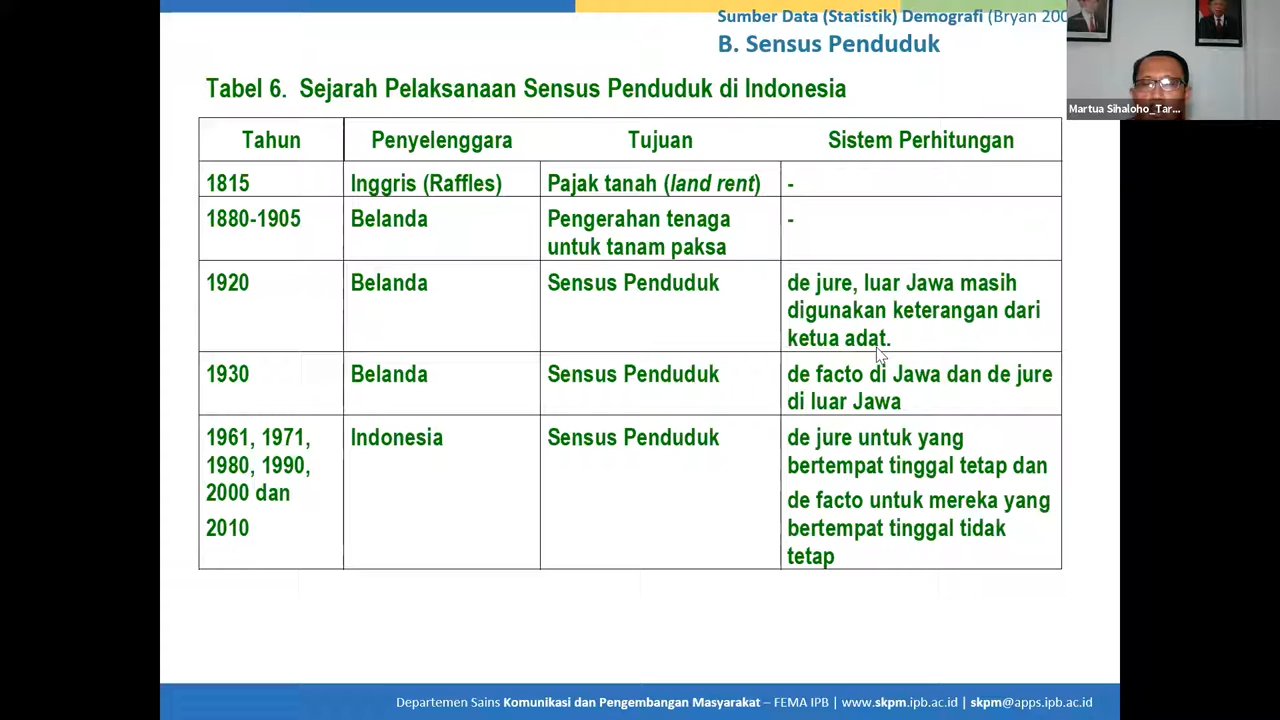 Sumber Data (Statistik) Demografi (Bryan 200
B. Sensus Penduduk
Martua Sihaloho_Tar...
Tabel 6. Sejarah Pelaksanaan Sensus Penduduk di Indonesia
Tahun Penyelenggara Tujuan Sistem Perhitungan
1815 Inggris (Raffles) Pajak tanah (land rent) -
1880-1905 Belanda Pengerahan tenaga -
untuk tanam paksa
1920 Belanda Sensus Penduduk de jure, luar Jawa masih
digunakan keterangan dari
ketua adat.
1930 Belanda Sensus Penduduk de facto di Jawa dan de jure
di luar Jawa
1961, 1971, Indonesia Sensus Penduduk de jure untuk yang
1980, 1990, bertempat tinggal tetap dan
2000 dan de facto untuk mereka yang
2010 bertempat tinggal tidak
tetap
Departemen Sains Komunikasi dan Pengembangan Masyarakat – FEMA IPB | www.skpm.ipb.ac.id | skpm@apps.ipb.ac.id